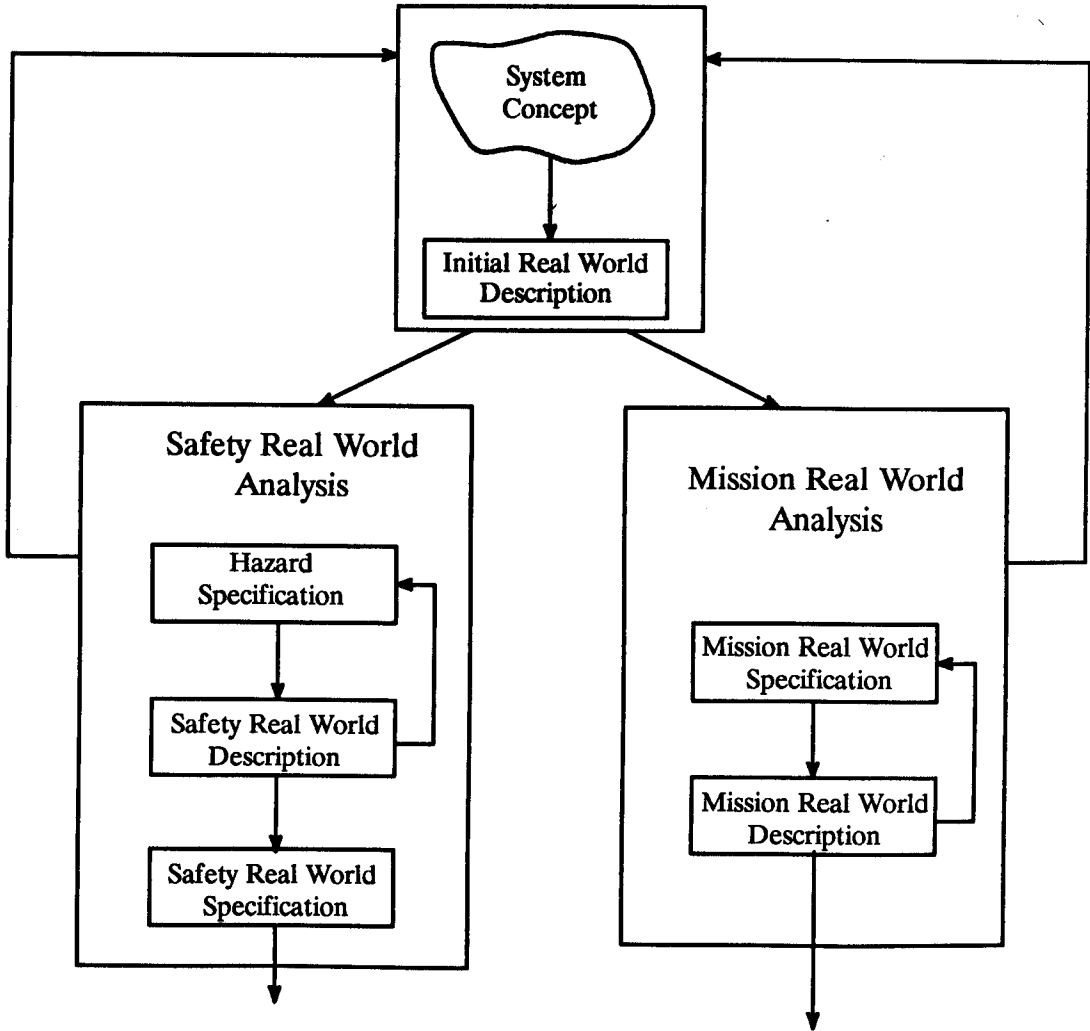 System
Concept
Initial Real World
Description
Safety Real World
Analysis
Hazard
Specification
Safety Real World
Description
Safety Real World
Specification
Mission Real World
Analysis
Mission Real World
Specification
Mission Real World
Description